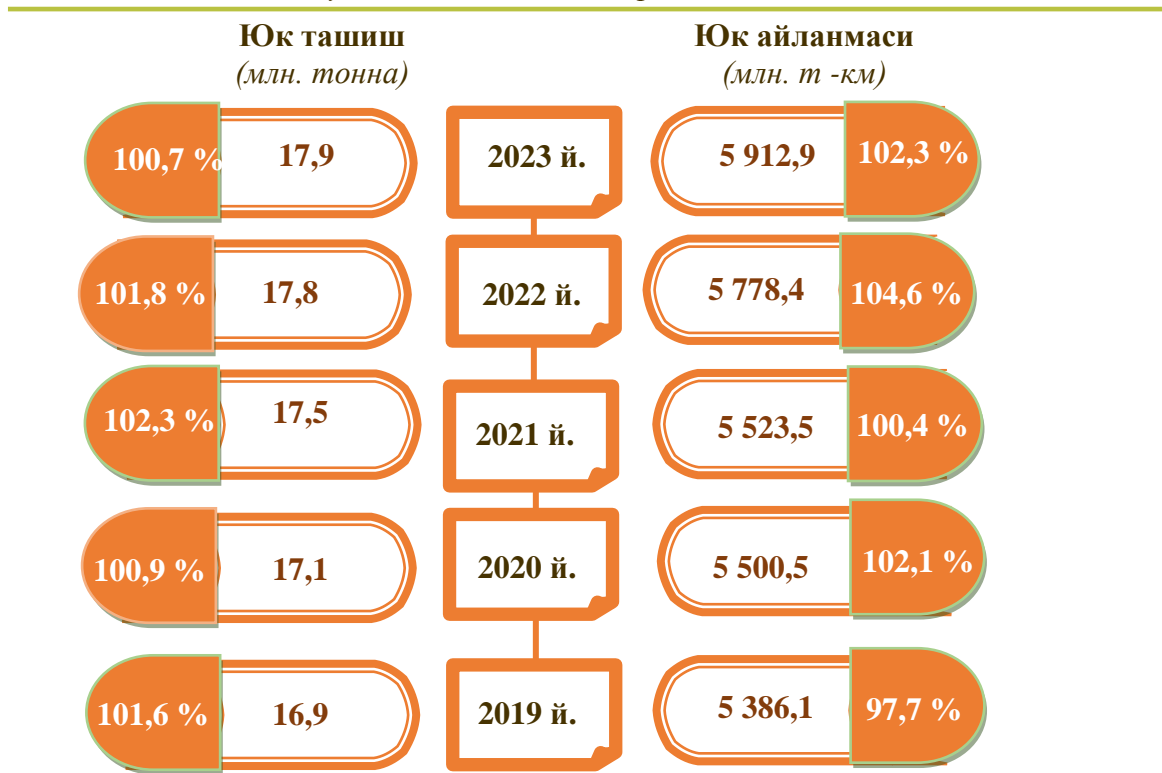 Юк ташиш Юк айланмаси
(млн. тонна) (млн. т -км)
100,7 % 17,9 2023 й. 5 912,9 102,3 %
101,8 % 17,8 2022 й. 5 778,4 104,6 %
102,3 % 17,5 2021 й. 5 523,5 100,4 %
100,9 % 17,1 2020 й. 5 500,5 102,1 %
101,6 % 16,9 2019 й. 5 386,1 97,7 %